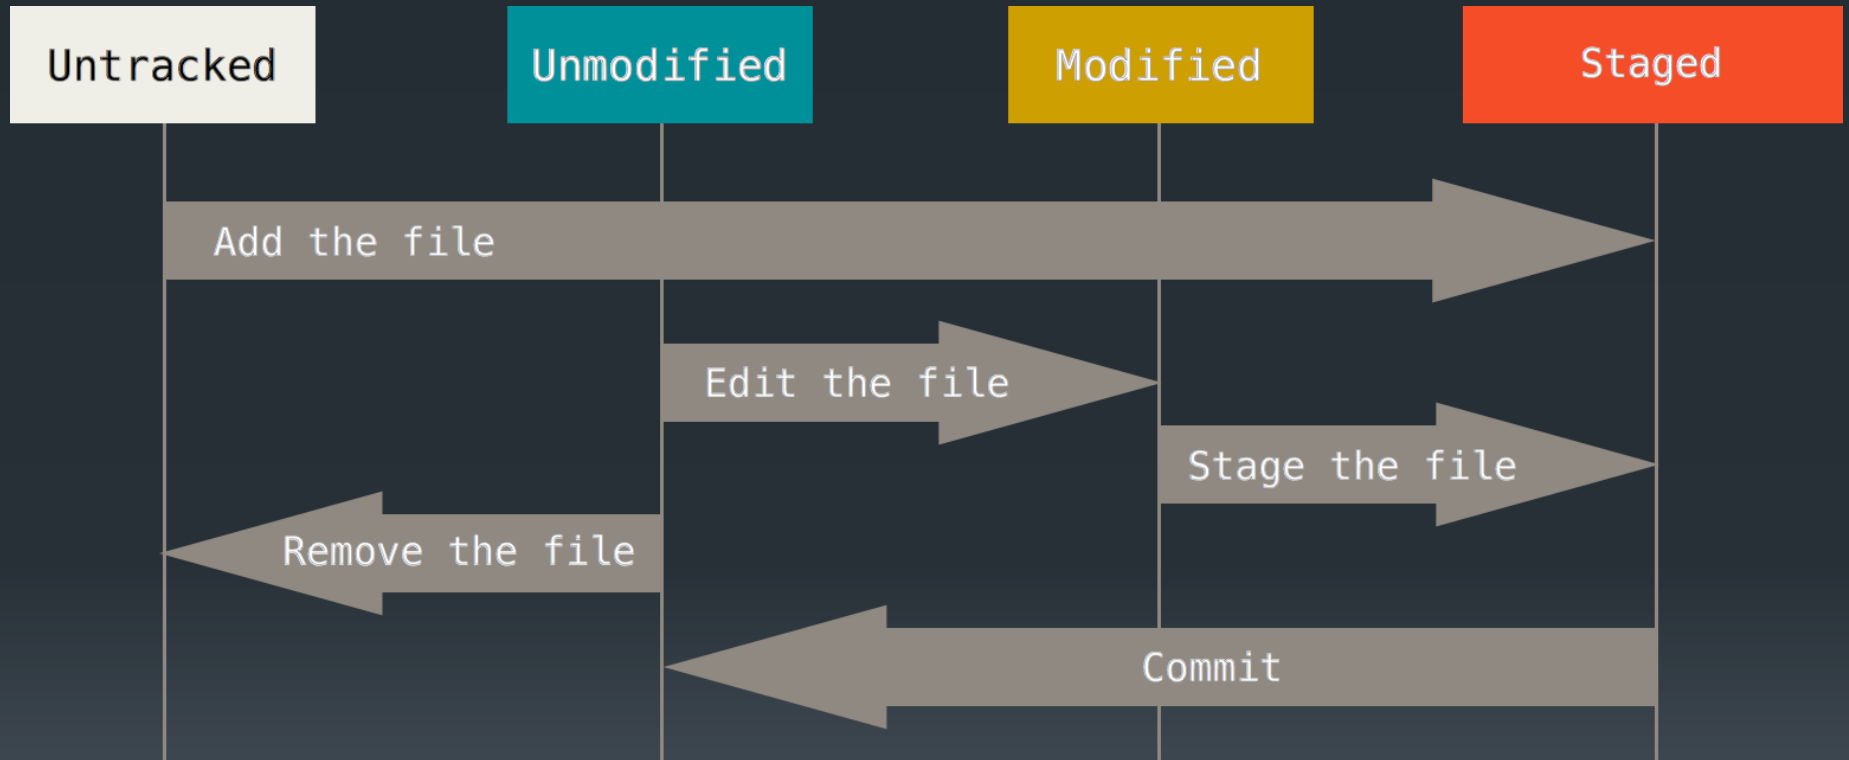 Untracked
Unmodified
Modified
Staged
Add the file
Edit the file
Stage the file
Remove the file
Commit